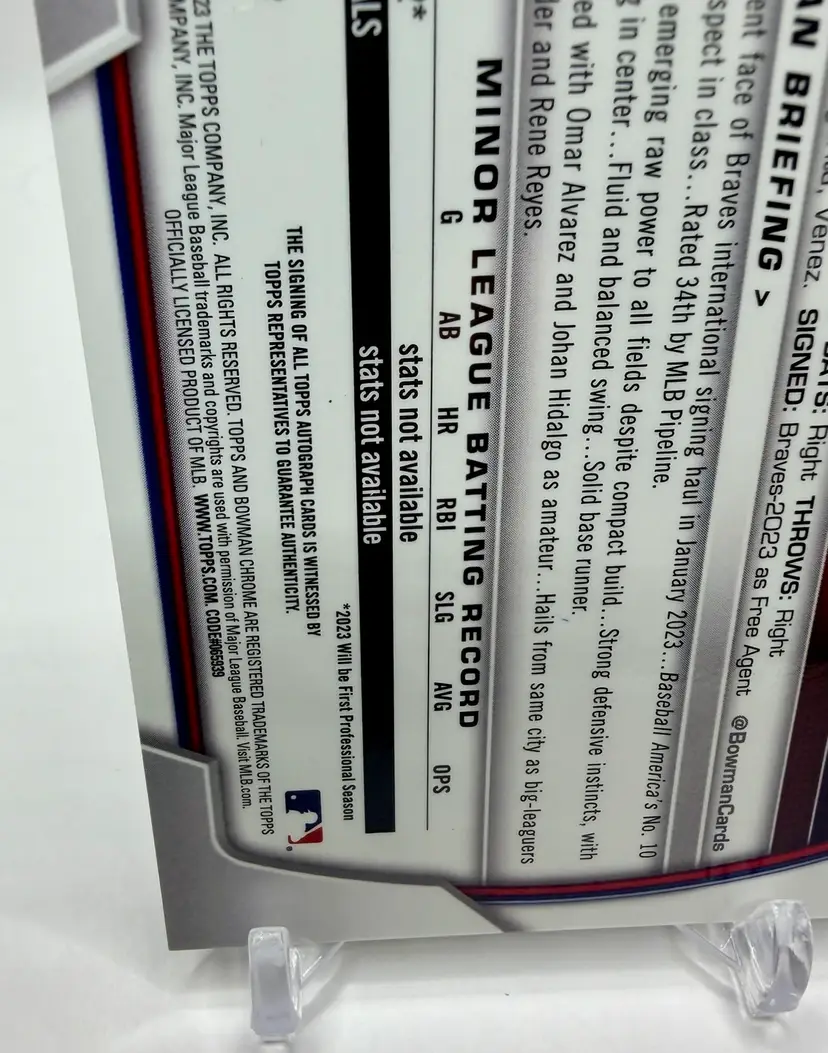 BATS: Right THROWS: Right
Venez. SIGNED: Braves-2023 as Free Agent
BRIEFING > @BowmanCards
face of Braves international signing haul in January 2023...Baseball America's No. 10
in class...Rated 34th by MLB Pipeline.
emerging raw power to all fields despite compact build...Strong defensive instincts, with
in center...Fluid and balanced swing...Solid base runner.
with Omar Alvarez and Johan Hidalgo as amateur...Hails from same city as big-leaguers
and Rene Reyes.
MINOR LEAGUE BATTING RECORD
G AB HR RBI SLG AVG OPS
* stats not available
LS stats not available
*2023 Will be First Professional Season
THE SIGNING OF ALL TOPPS AUTOGRAPH CARDS IS WITNESSED BY
TOPPS REPRESENTATIVES TO GUARANTEE AUTHENTICITY.
23 THE TOPPS COMPANY, INC. ALL RIGHTS RESERVED. TOPPS AND BOWMAN CHROME ARE REGISTERED TRADEMARKS OF THE TOPPS
MPANY, INC. Major League Baseball trademarks and copyrights are used with permission of Major League Baseball. Visit MLB.com.
OFFICIALLY LICENSED PRODUCT OF MLB. WWW.TOPPS.COM. CODE#065939